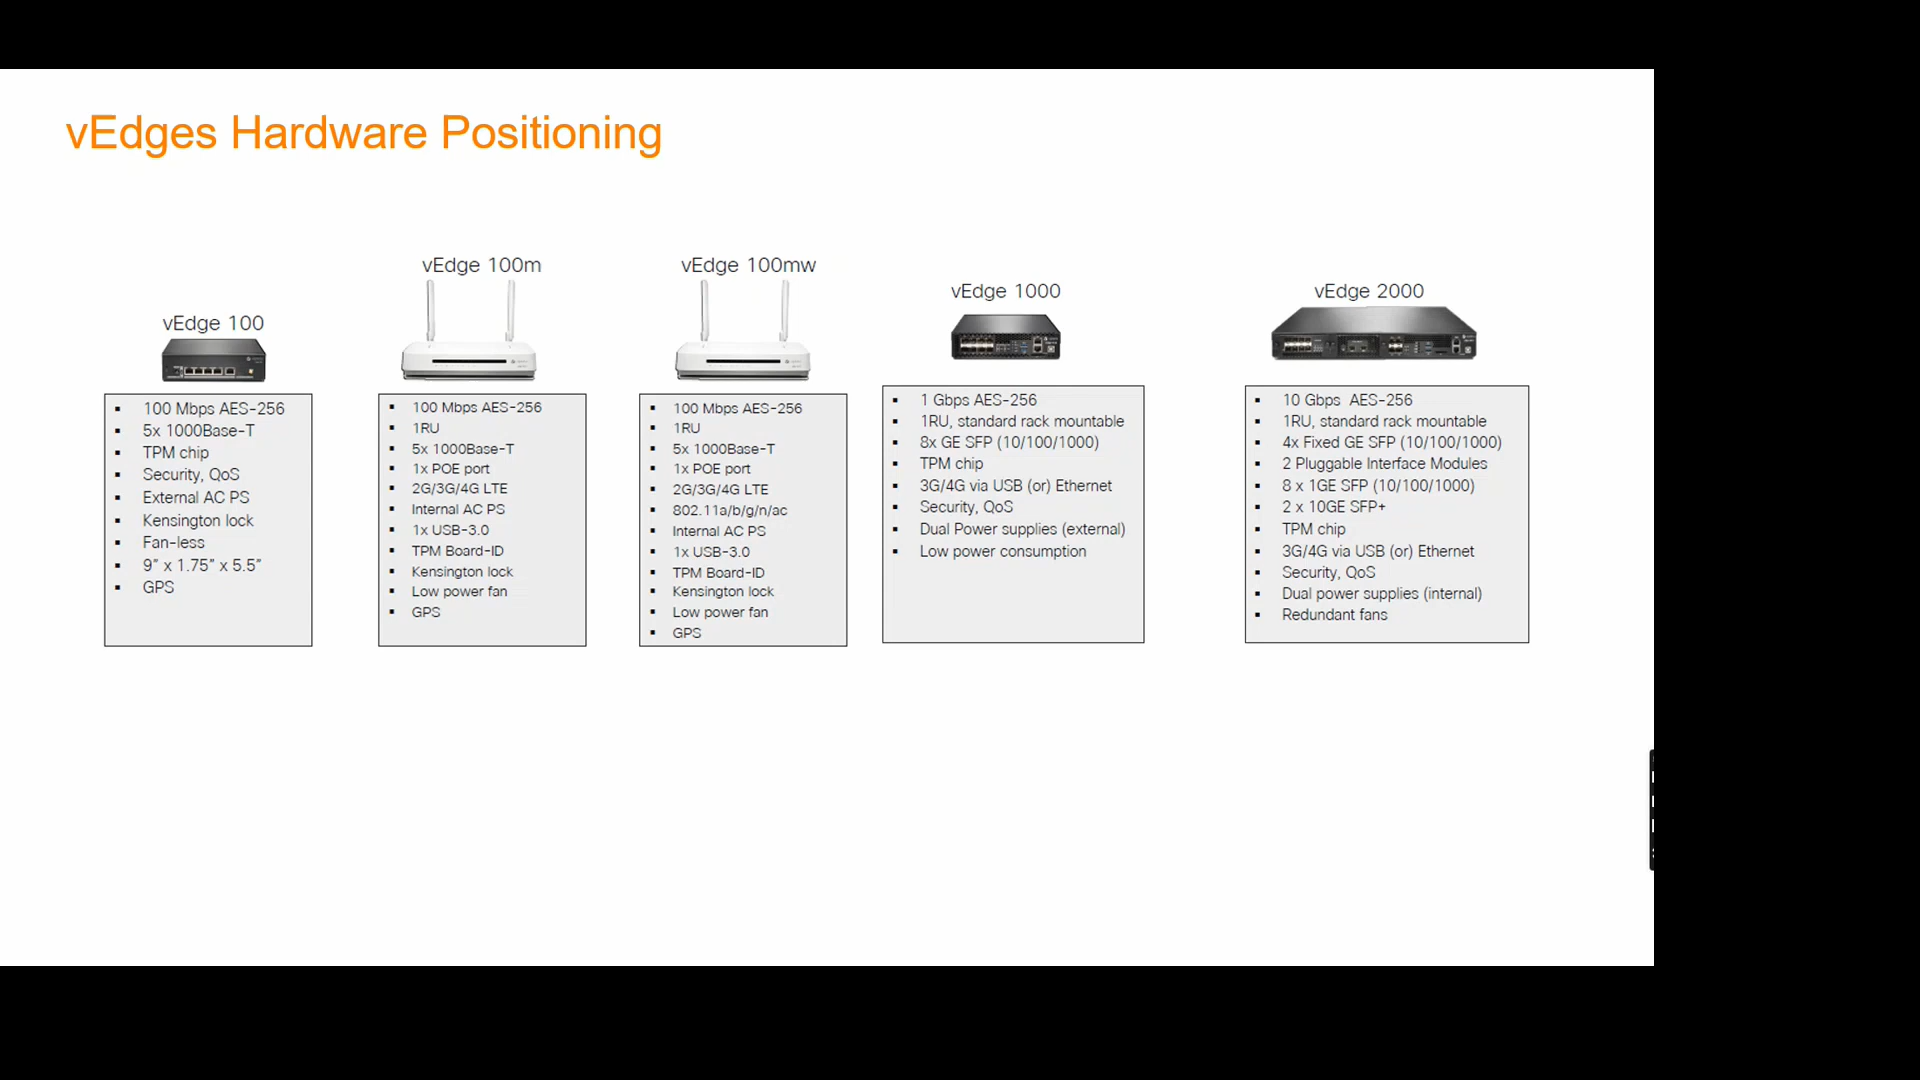 vEdges Hardware Positioning
vEdge 100
100 Mbps AES-256
5x 1000Base-T
TPM chip
Security, QoS
External AC PS
Kensington lock
Fan-less
9” x 1.75” x 5.5”
GPS
vEdge 100m
100 Mbps AES-256
1RU
5x 1000Base-T
1x POE port
2G/3G/4G LTE
Internal AC PS
1x USB-3.0
TPM Board-ID
Kensington lock
Low power fan
GPS
vEdge 100mw
100 Mbps AES-256
1RU
5x 1000Base-T
1x POE port
2G/3G/4G LTE
802.11a/b/g/n/ac
Internal AC PS
1x USB-3.0
TPM Board-ID
Kensington lock
Low power fan
GPS
vEdge 1000
1 Gbps AES-256
1RU, standard rack mountable
8x GE SFP (10/100/1000)
TPM chip
3G/4G via USB (or) Ethernet
Security, QoS
Dual Power supplies (external)
Low power consumption
vEdge 2000
10 Gbps  AES-256
1RU, standard rack mountable
4x Fixed GE SFP (10/100/1000)
2 Pluggable Interface Modules
8 x 1GE SFP (10/100/1000)
2 x 10GE SFP+
TPM chip
3G/4G via USB (or) Ethernet
Security, QoS
Dual power supplies (internal)
Redundant fans